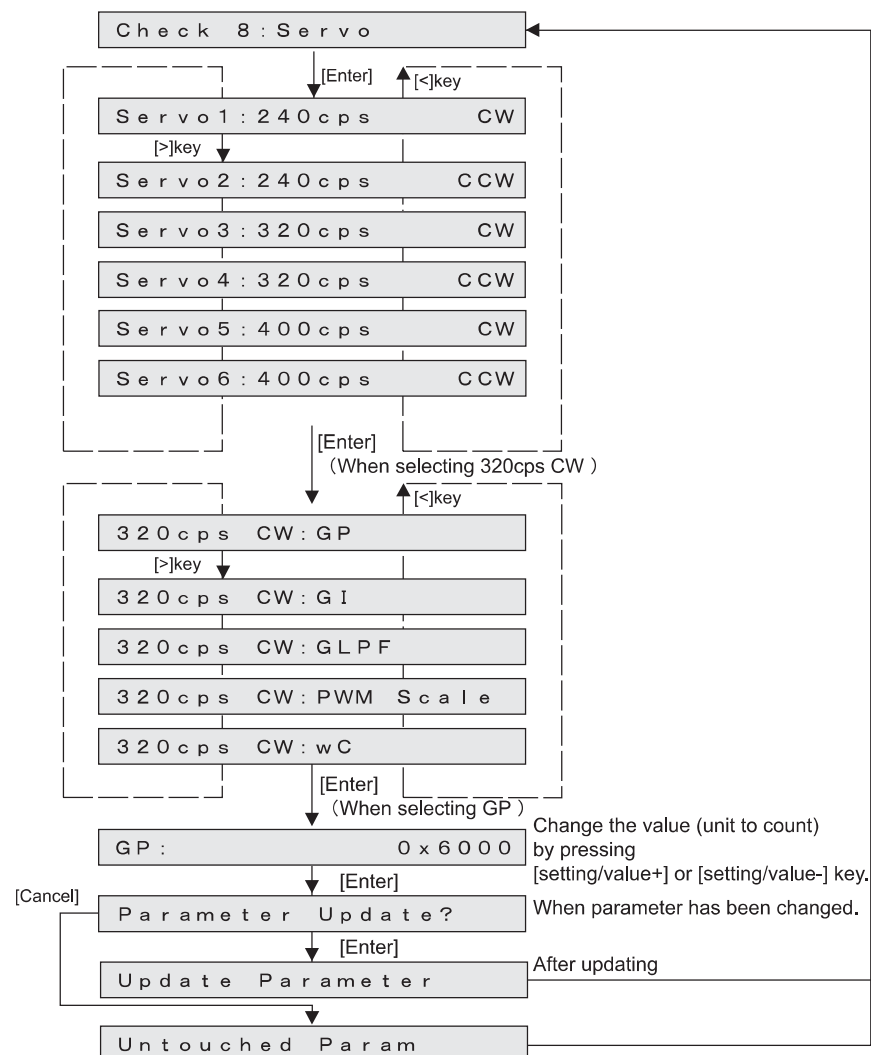 Check 8:Servo
[Enter]
[<]key
Servo1:240cps CW
[>]key
Servo2:240cps CCW
Servo3:320cps CW
Servo4:320cps CCW
Servo5:400cps CW
Servo6:400cps CCW
[Enter]
(When selecting 320cps CW )
[<]key
320cps CW:GP
[>]key
320cps CW:GI
320cps CW:GLPF
320cps CW:PWM Scale
320cps CW:wC
[Enter]
(When selecting GP )
GP: 0x6000
Change the value (unit to count)
by pressing
[setting/value+] or [setting/value-] key.
[Enter]
[Cancel]
Parameter Update?
When parameter has been changed.
[Enter]
Update Parameter
After updating
Untouched Param